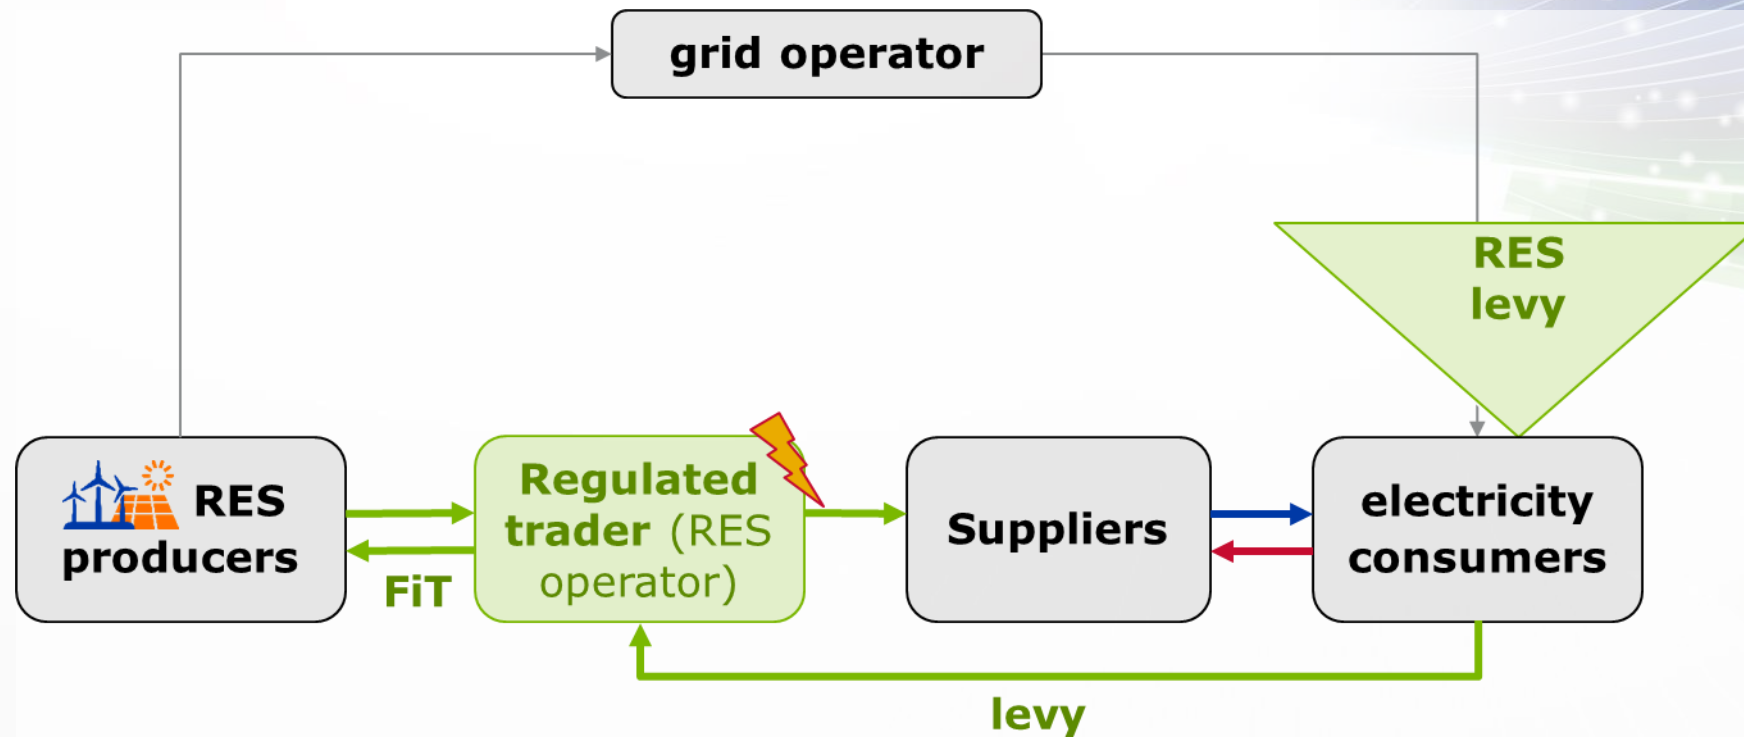 grid operator
RES
levy
RES
producers
FiT
Regulated
trader (RES
operator)
Suppliers
electricity
consumers
levy